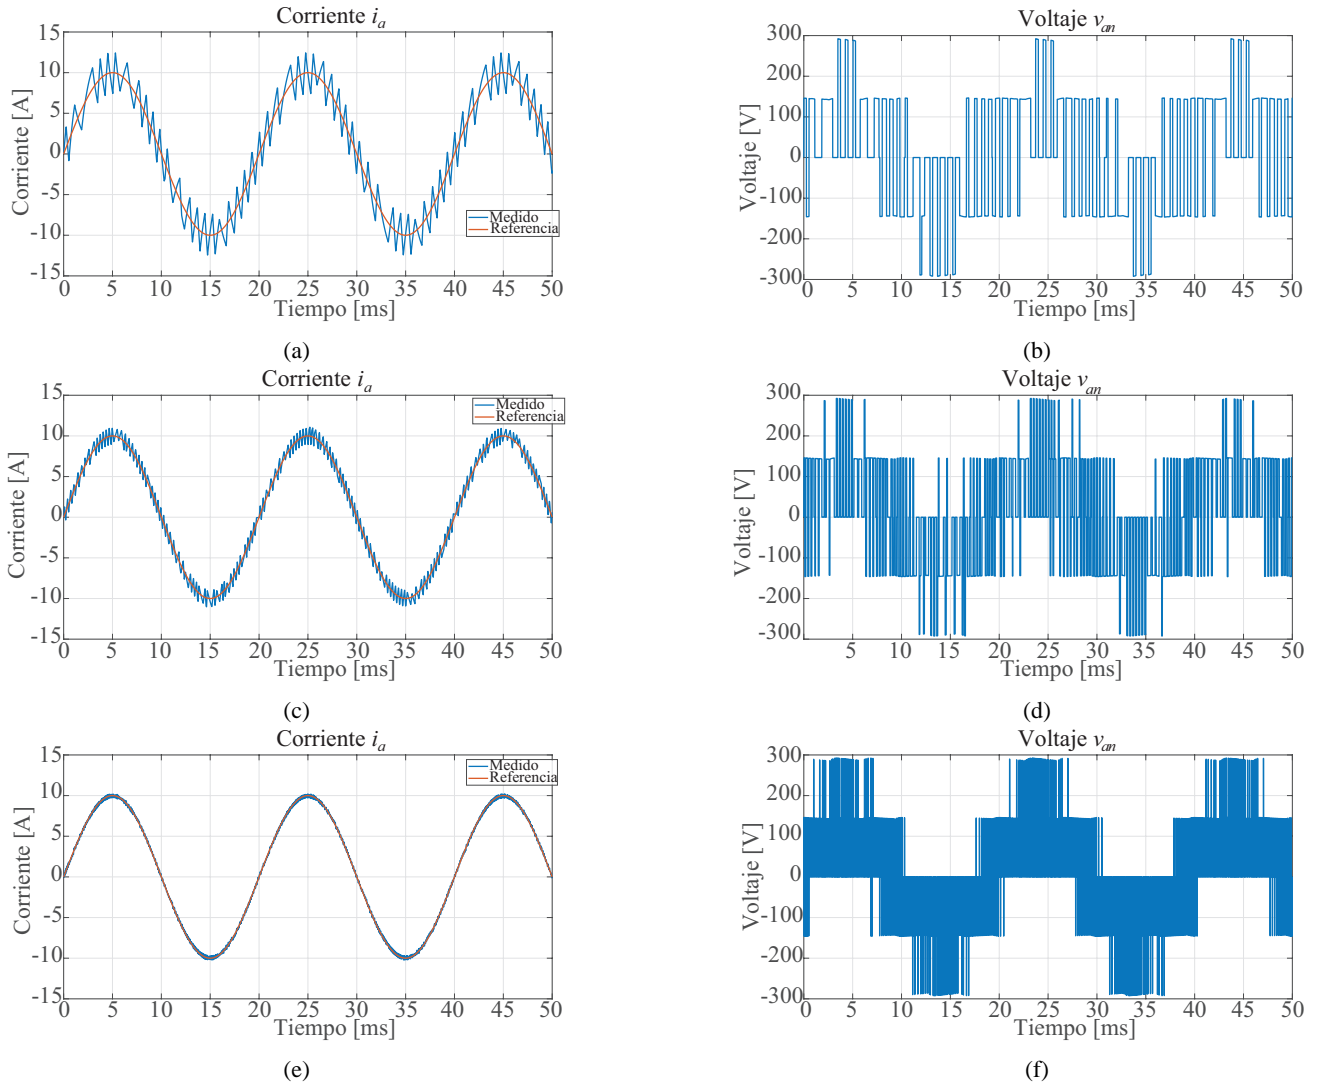 Corriente i_a
15
10
5
0
-5
-10
-15
Corriente [A]
Medido
Referencia
0 5 10 15 20 25 30 35 40 45 50
Tiempo [ms]
(a)
Voltaje v_an
300
200
100
0
-100
-200
-300
Voltaje [V]
5 10 15 20 25 30 35 40 45 50
Tiempo [ms]
(b)
Corriente i_a
15
10
5
0
-5
-10
-15
Corriente [A]
Medido
Referencia
0 5 10 15 20 25 30 35 40 45 50
Tiempo [ms]
(c)
Voltaje v_an
300
200
100
0
-100
-200
-300
Voltaje [V]
5 10 15 20 25 30 35 40 45 50
Tiempo [ms]
(d)
Corriente i_a
15
10
5
0
-5
-10
-15
Corriente [A]
Medido
Referencia
0 5 10 15 20 25 30 35 40 45 50
Tiempo [ms]
(e)
Voltaje v_an
300
200
100
0
-100
-200
-300
Voltaje [V]
5 10 15 20 25 30 35 40 45 50
Tiempo [ms]
(f)